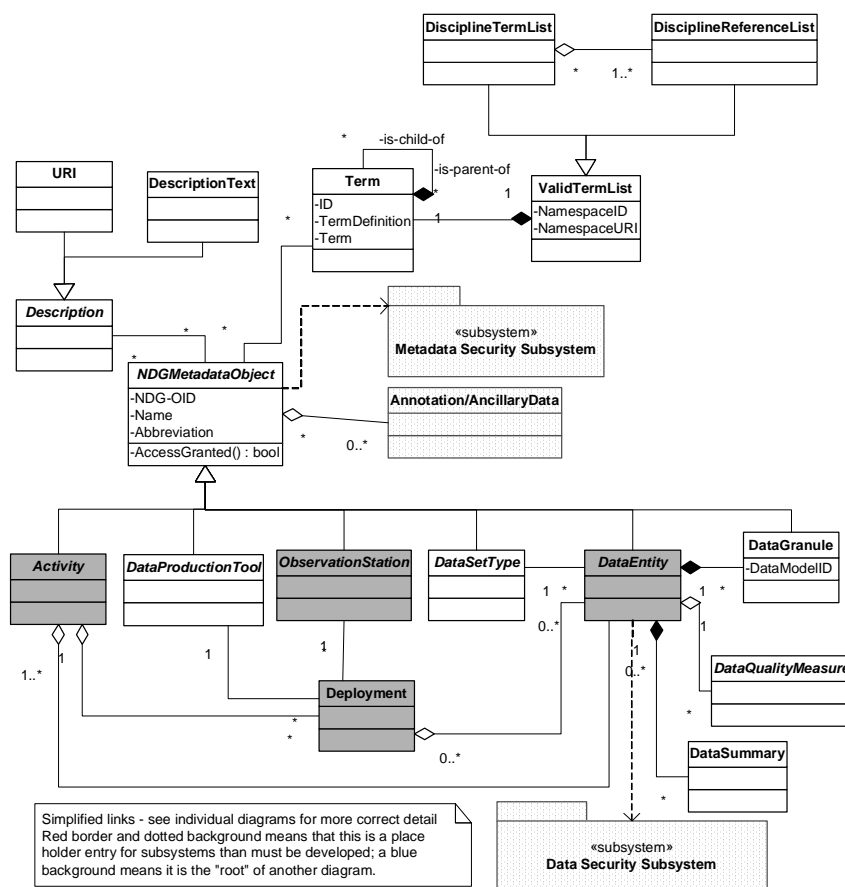 DisciplineTermList
DisciplineReferenceList
*
1..*
*
-is-child-of
-is-parent-of
URI
DescriptionText
Term
-ID
-TermDefinition
-Term
*
1
1
ValidTermList
-NamespaceID
-NamespaceURI
*
Description
*
*
*
«subsystem»
Metadata Security Subsystem
NDGMetadataObject
-NDG-OID
-Name
-Abbreviation
-AccessGranted() : bool
Annotation/AncillaryData
*
0..*
Activity
DataProductionTool
ObservationStation
DataSetType
DataEntity
DataGranule
-DataModelID
1
*
1
*
0..*
1
1..*
1
1
1
*
1
0..*
DataQualityMeasure
*
Deployment
*
*
0..*
DataSummary
*
Simplified links - see individual diagrams for more correct detail
Red border and dotted background means that this is a place
holder entry for subsystems than must be developed; a blue
background means it is the "root" of another diagram.
«subsystem»
Data Security Subsystem